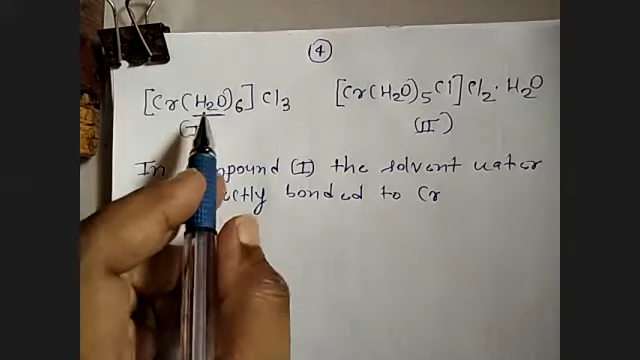 4
[Cr(H2O)6] Cl3 [Cr(H2O)5Cl]Cl2·H2O
(I) (II)
In (I) the solvent water
bonded to Cr